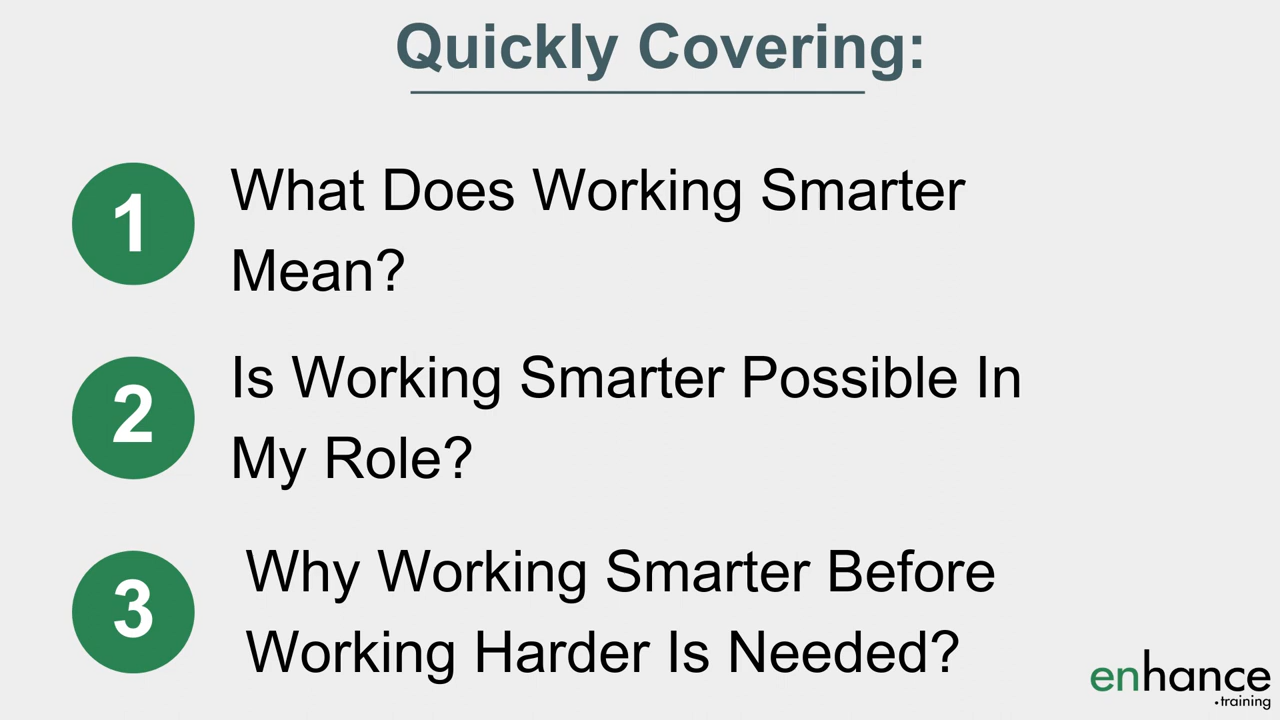 Quickly Covering:
1
What Does Working Smarter
Mean?
2
Is Working Smarter Possible In
My Role?
3
Why Working Smarter Before
Working Harder Is Needed?
enhance
.training